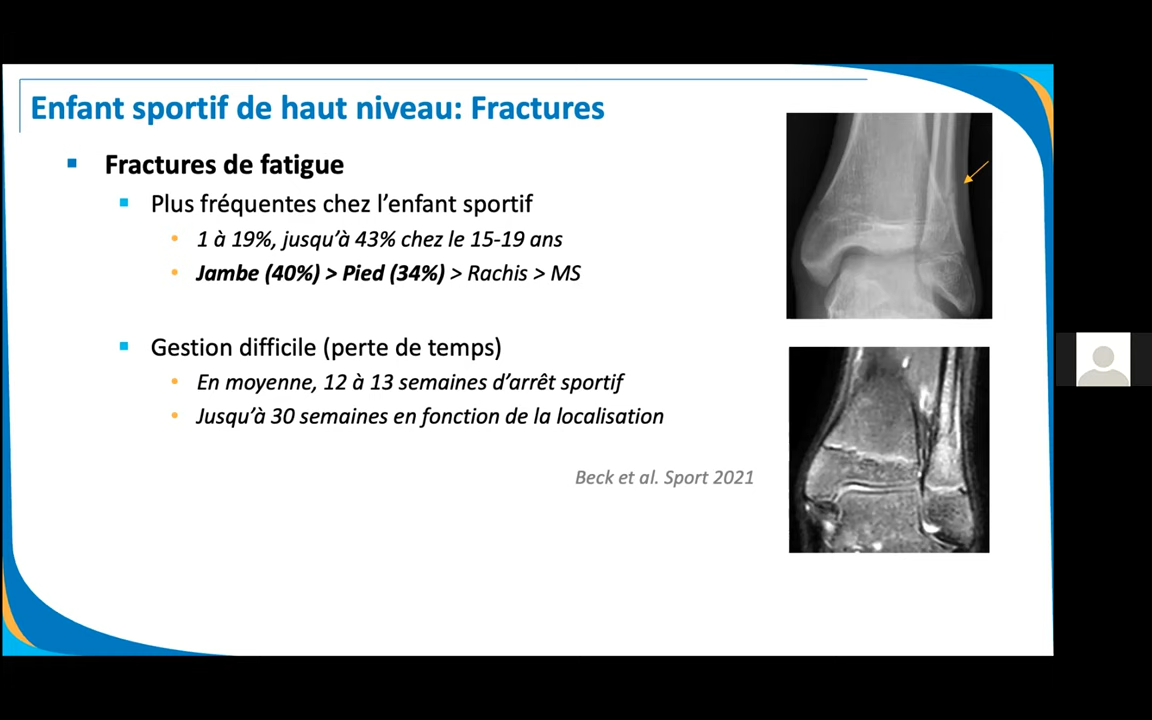 Enfant sportif de haut niveau: Fractures
Fractures de fatigue
Plus fréquentes chez l’enfant sportif
1 à 19%, jusqu’à 43% chez le 15-19 ans
Jambe (40%) > Pied (34%) > Rachis > MS
Gestion difficile (perte de temps)
En moyenne, 12 à 13 semaines d’arrêt sportif
Jusqu’à 30 semaines en fonction de la localisation
Beck et al. Sport 2021